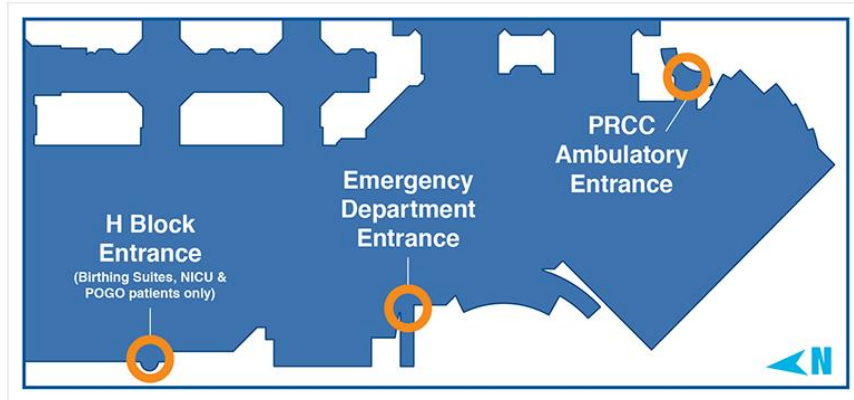 PRCC
Ambulatory
Entrance
Emergency
Department
Entrance
H Block
Entrance
(Birthing Suites, NICU &
POGO patients only)
N